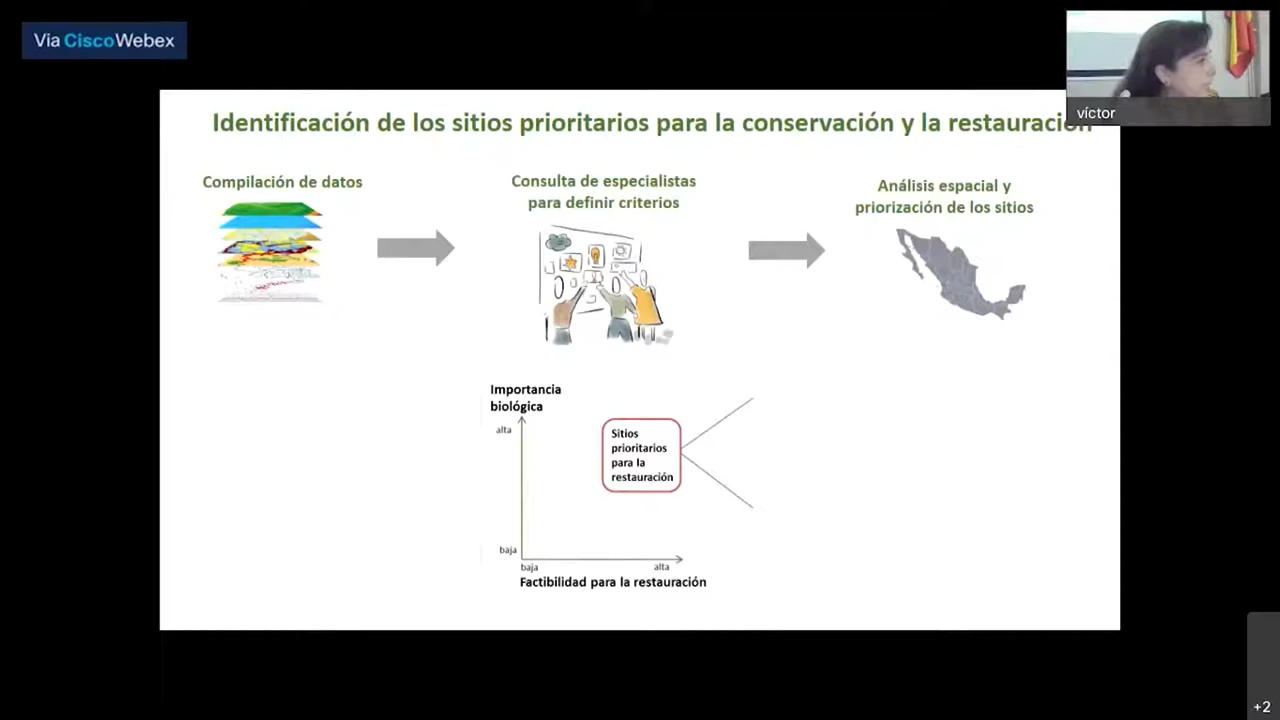 Vía CiscoWebex
víctor
Identificación de los sitios prioritarios para la conservación y la restauración
Compilación de datos
Consulta de especialistas
para definir criterios
Análisis espacial y
priorización de los sitios
Importancia
biológica
alta
Sitios
prioritarios
para la
restauración
baja
baja
alta
Factibilidad para la restauración
+2